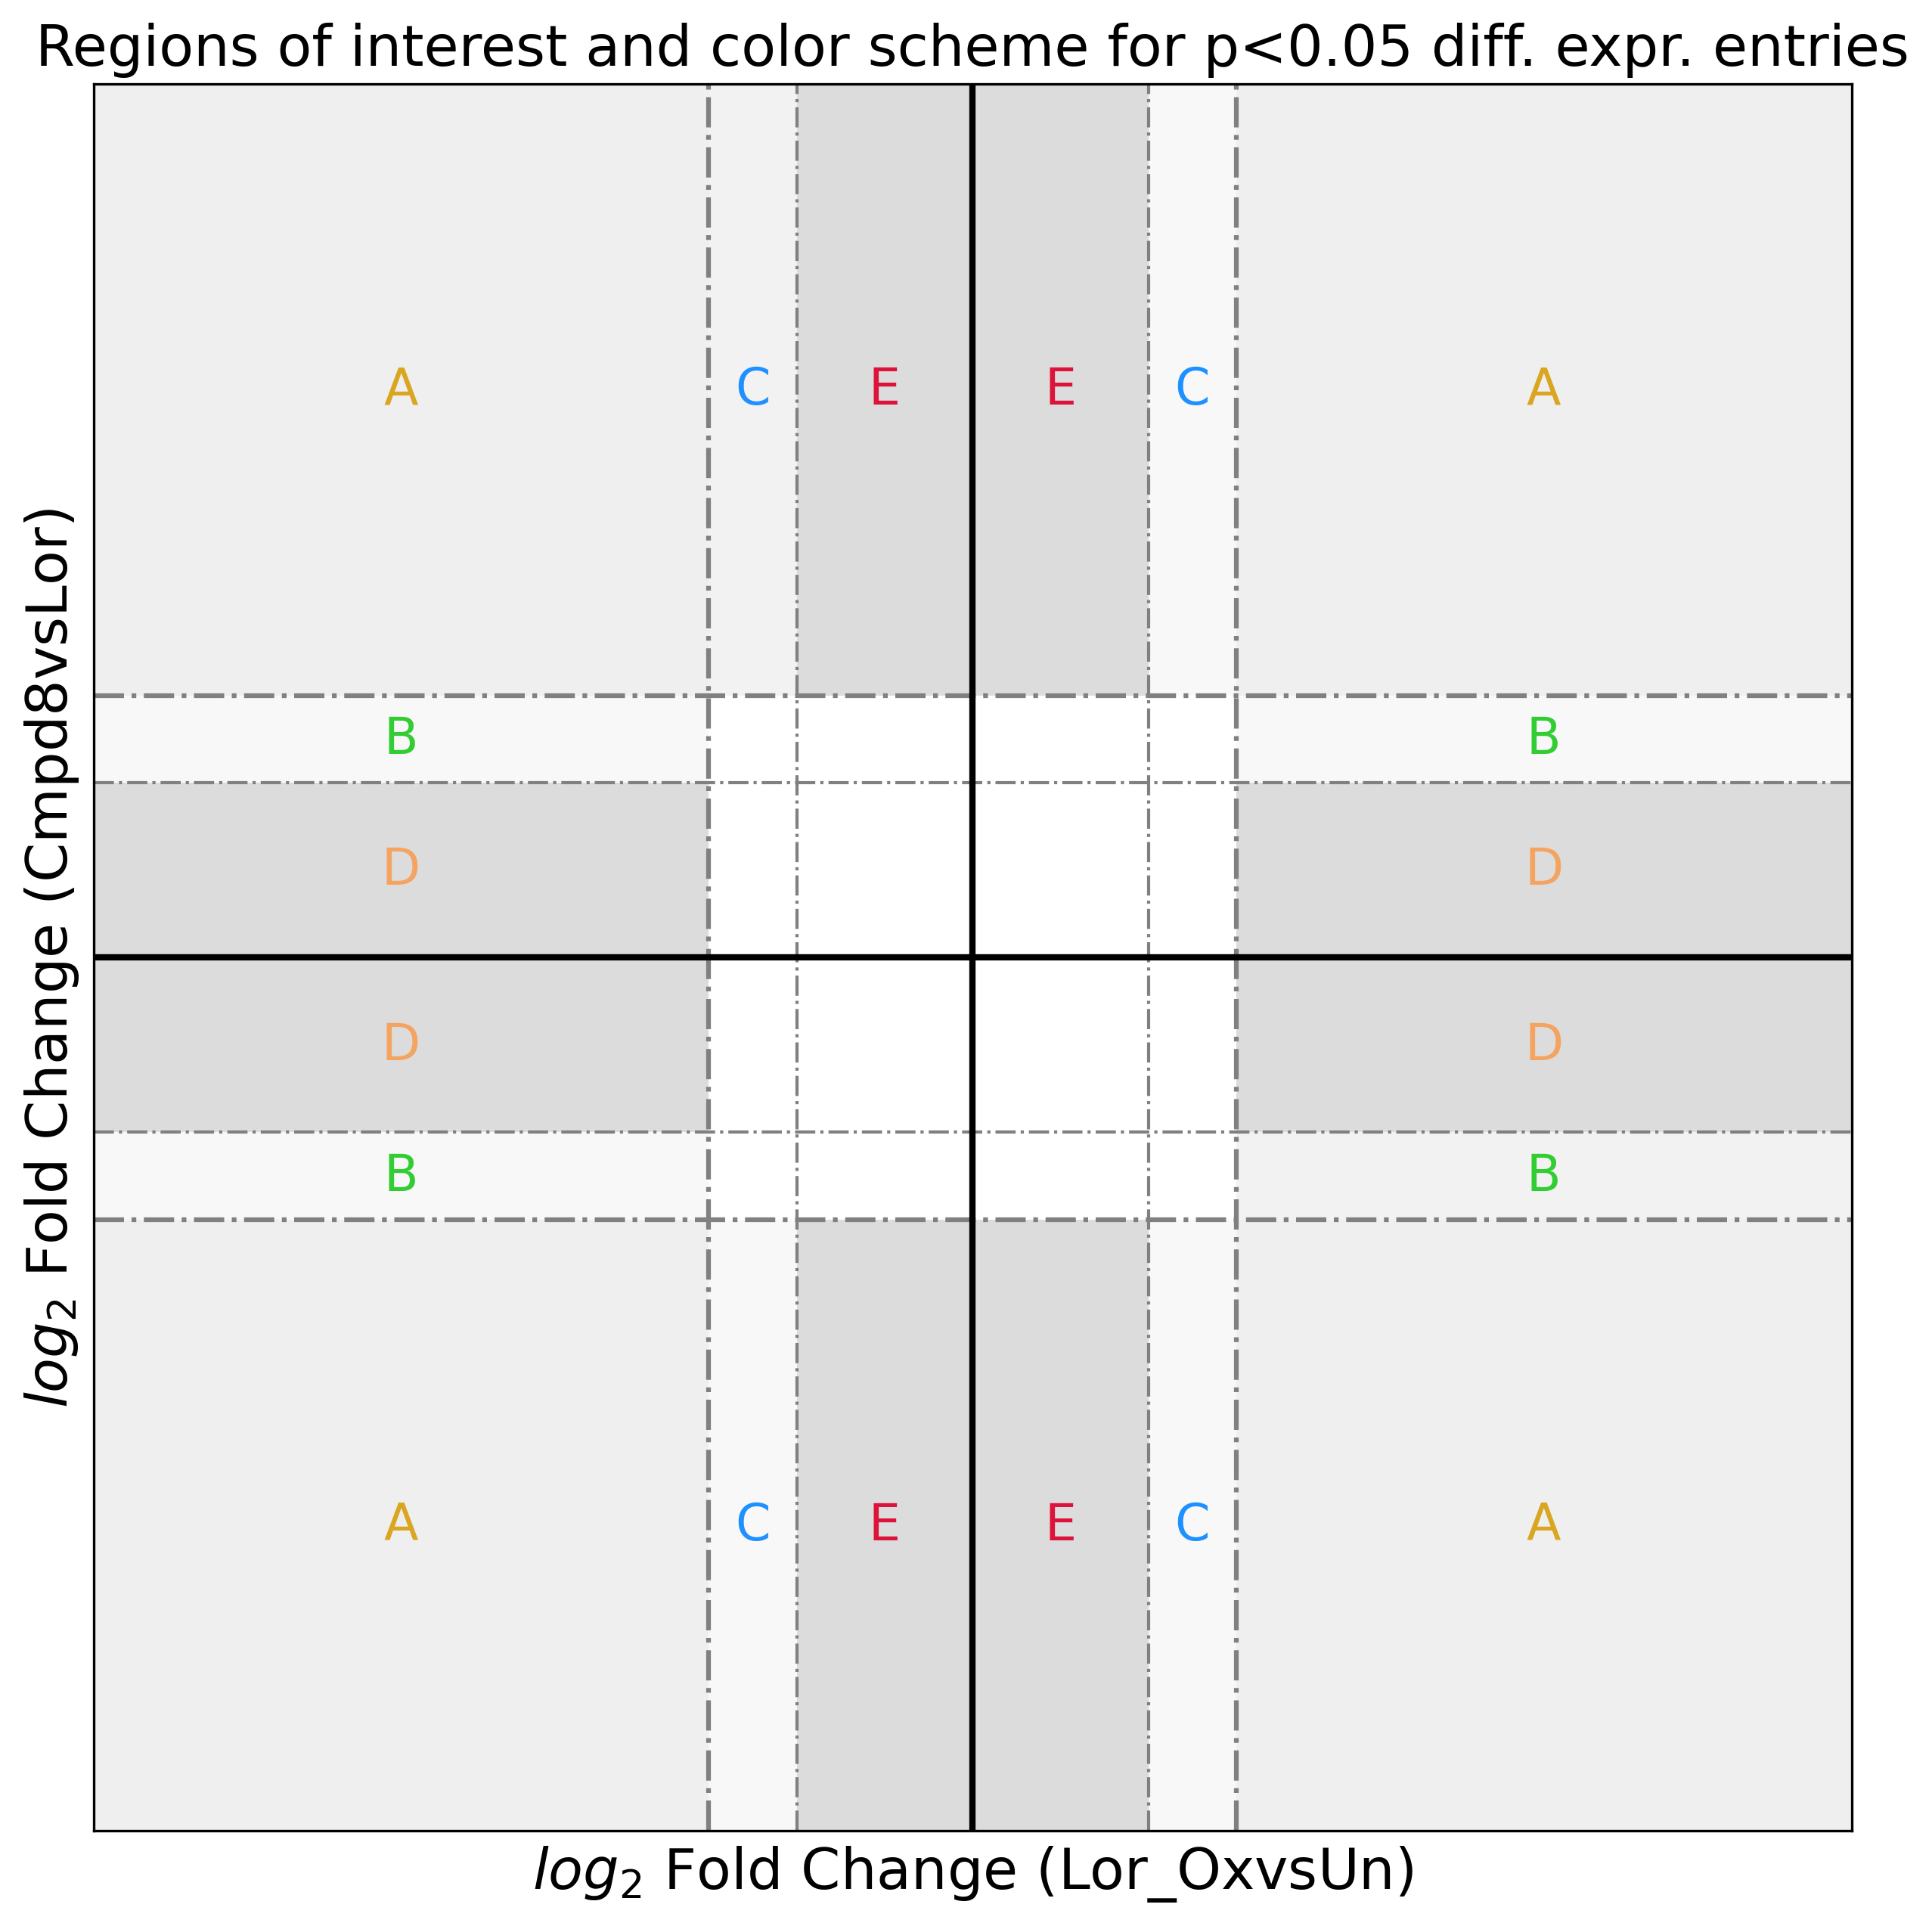 Regions of interest and color scheme for p<0.05 diff. expr. entries
A C E E C A
B B
D D
D D
B B
A C E E C A
log₂ Fold Change (Cmpd8vsLor)
log₂ Fold Change (Lor_OxvsUn)